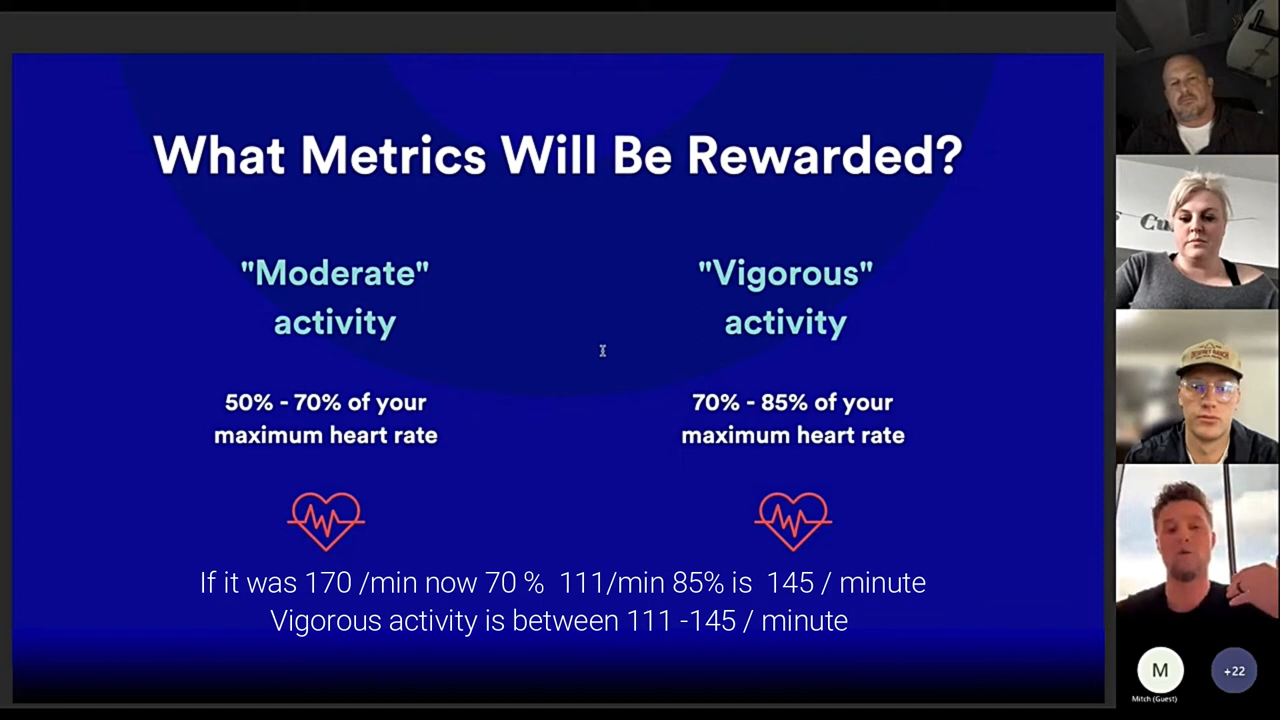 What Metrics Will Be Rewarded?
"Moderate"
activity
"Vigorous"
activity
50% - 70% of your
maximum heart rate
70% - 85% of your
maximum heart rate
If it was 170 /min now 70 %  111/min 85% is  145 / minute
Vigorous activity is between 111 -145 / minute
Cu
M
Mitch (Guest)
+22